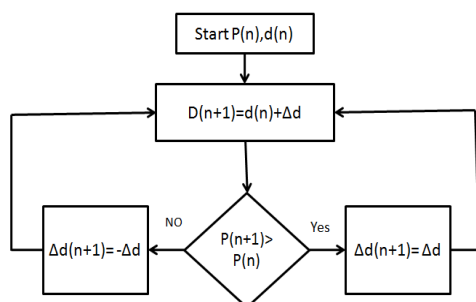 Start P(n),d(n)
D(n+1)=d(n)+Δd
NO
P(n+1)>
P(n)
Yes
Δd(n+1)=-Δd
Δd(n+1)=Δd